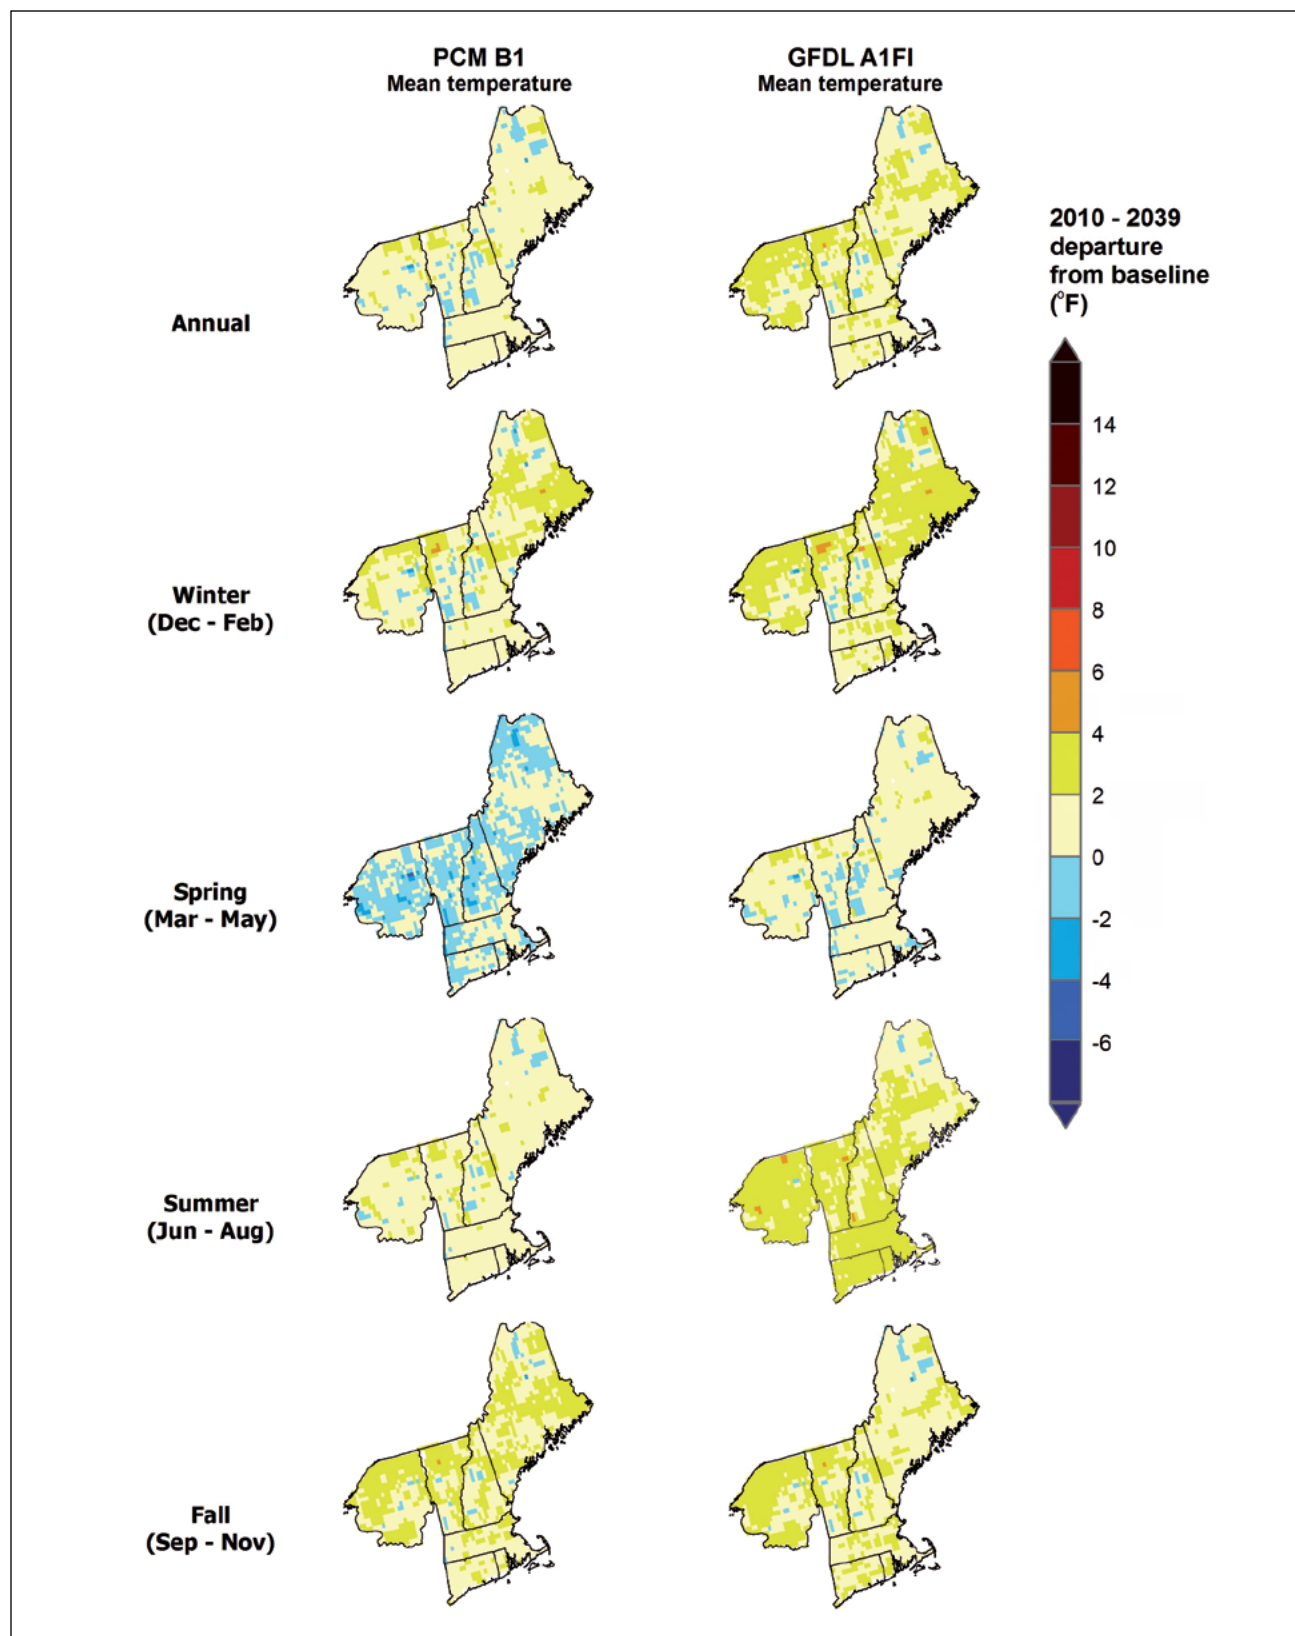 PCM B1
Mean temperature
GFDL A1FI
Mean temperature
2010 - 2039
departure
from baseline
(°F)
Annual
14
12
10
8
6
4
2
0
-2
-4
-6
Winter
(Dec - Feb)
Spring
(Mar - May)
Summer
(Jun - Aug)
Fall
(Sep - Nov)